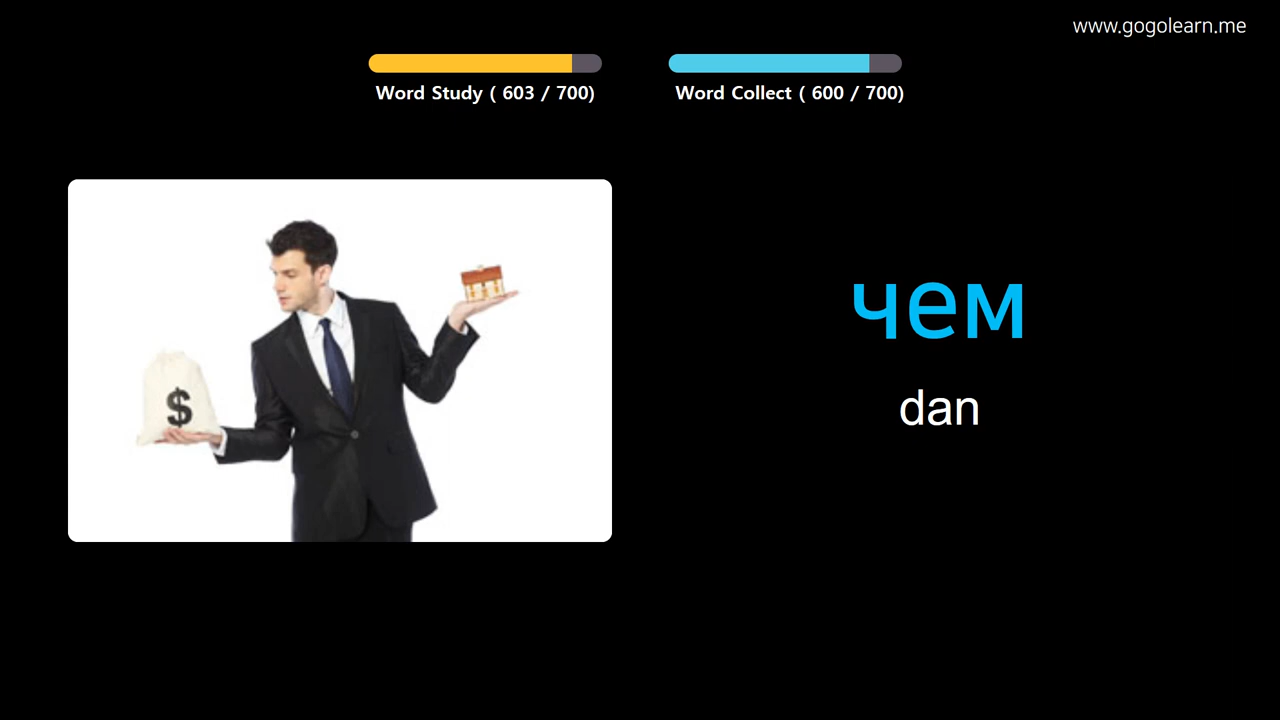 www.gogolearn.me
Word Study ( 603 / 700)
Word Collect ( 600 / 700)
чем
dan
$